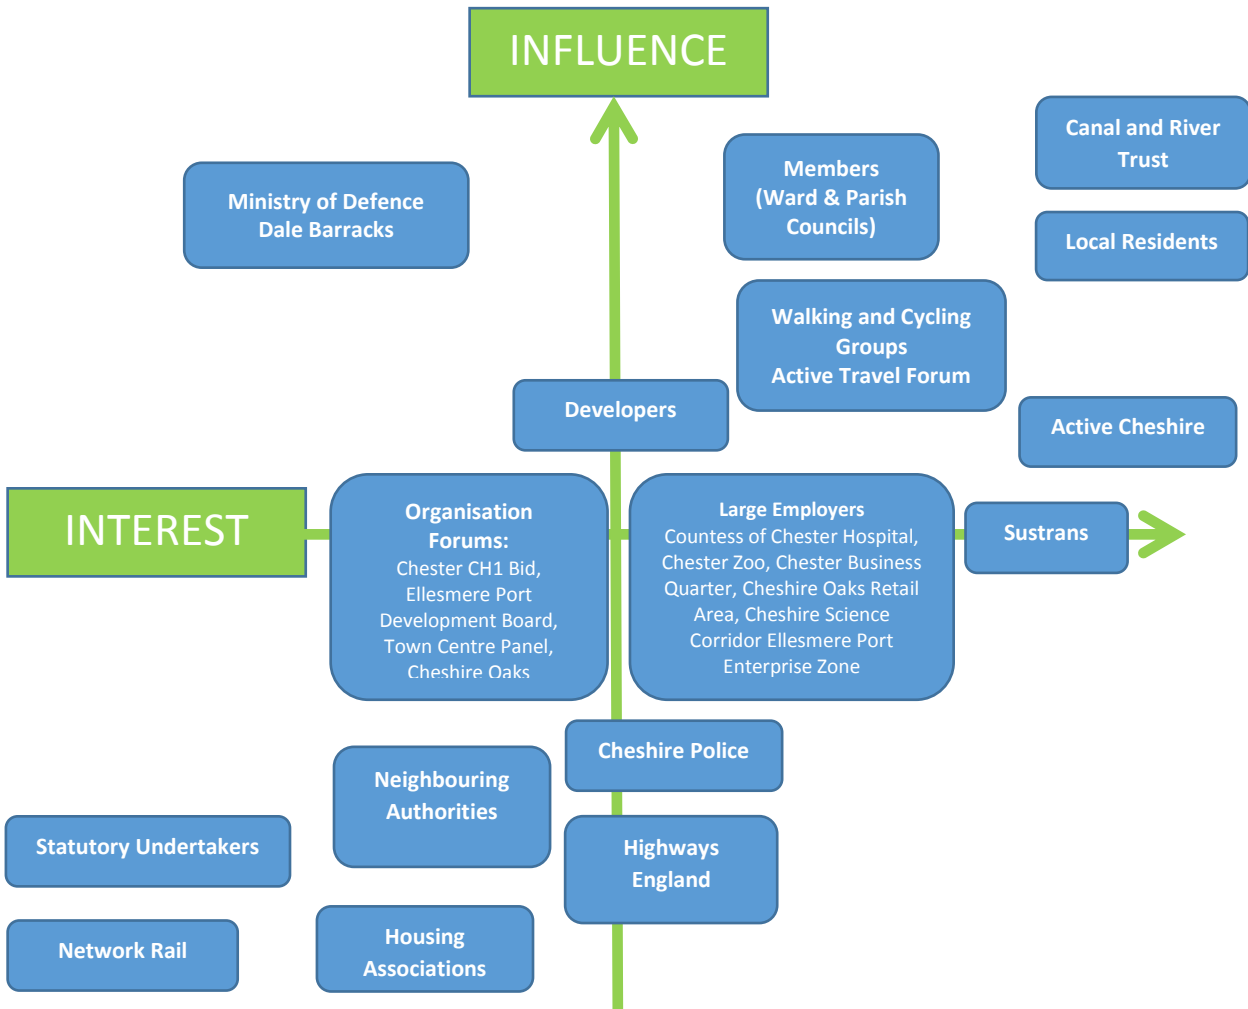 INFLUENCE
Canal and River
Trust
Members
(Ward & Parish
Councils)
Ministry of Defence
Dale Barracks
Local Residents
Walking and Cycling
Groups
Active Travel Forum
Developers
Active Cheshire
INTEREST
Organisation
Forums:
Chester CH1 Bid,
Ellesmere Port
Development Board,
Town Centre Panel,
Cheshire Oaks
Large Employers
Countess of Chester Hospital,
Chester Zoo, Chester Business
Quarter, Cheshire Oaks Retail
Area, Cheshire Science
Corridor Ellesmere Port
Enterprise Zone
Sustrans
Cheshire Police
Neighbouring
Authorities
Statutory Undertakers
Highways
England
Network Rail
Housing
Associations